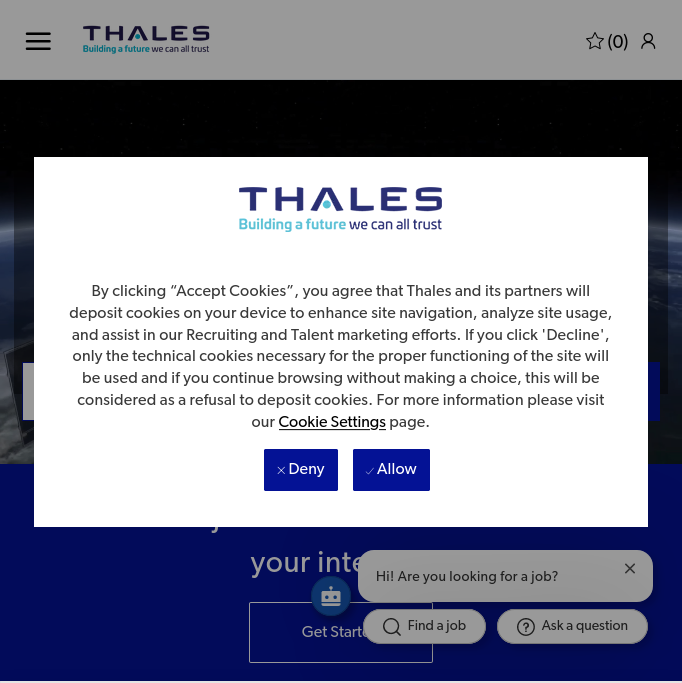 THALES
Building a future we can all trust
(0)
THALES
Building a future we can all trust
By clicking “Accept Cookies”, you agree that Thales and its partners will
deposit cookies on your device to enhance site navigation, analyze site usage,
and assist in our Recruiting and Talent marketing efforts. If you click 'Decline',
only the technical cookies necessary for the proper functioning of the site will
be used and if you continue browsing without making a choice, this will be
considered as a refusal to deposit cookies. For more information please visit
our Cookie Settings page.
Deny
Allow
your
Hi! Are you looking for a job?
Find a job
Ask a question
Get